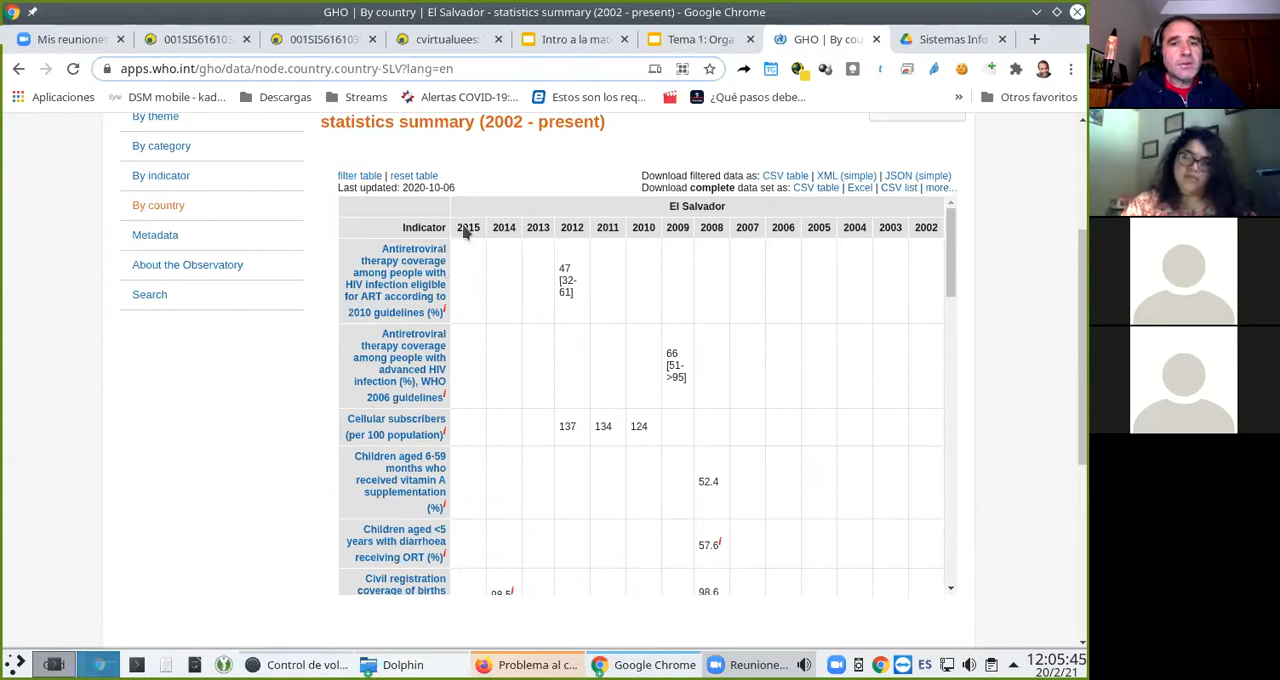 GHO | By country | El Salvador - statistics summary (2002 - present) - Google Chrome
Mis reunione
001SIS616103
001SIS616103
cvirtualuees
Intro a la mat
Tema 1: Orga
GHO | By cou
Sistemas Info
apps.who.int/gho/data/node.country.country-SLV?lang=en
Aplicaciones
DSM mobile - kad...
Descargas
Streams
Alertas COVID-19:...
Estos son los req...
¿Qué pasos debe...
»
Otros favoritos
By theme
By category
By indicator
By country
Metadata
About the Observatory
Search
statistics summary (2002 - present)
filter table | reset table
Last updated: 2020-10-06
Download filtered data as: CSV table | XML (simple) | JSON (simple)
Download complete data set as: CSV table | Excel | CSV list | more...
El Salvador
Indicator 2015 2014 2013 2012 2011 2010 2009 2008 2007 2006 2005 2004 2003 2002
Antiretroviral
therapy coverage
among people with
HIV infection eligible
for ART according to
2010 guidelines (%)i
47
[32-
61]
Antiretroviral
therapy coverage
among people with
advanced HIV
infection (%), WHO
2006 guidelinesi
66
[51-
>95]
Cellular subscribers
(per 100 population)i
137 134 124
Children aged 6-59
months who
received vitamin A
supplementation
(%)i
52.4
Children aged <5
years with diarrhoea
receiving ORT (%)i
57.6i
Civil registration
coverage of births
98.5i
98.6
Control de vol...
Dolphin
Problema al c...
Google Chrome
Reunione...
ES
12:05:45
20/2/21